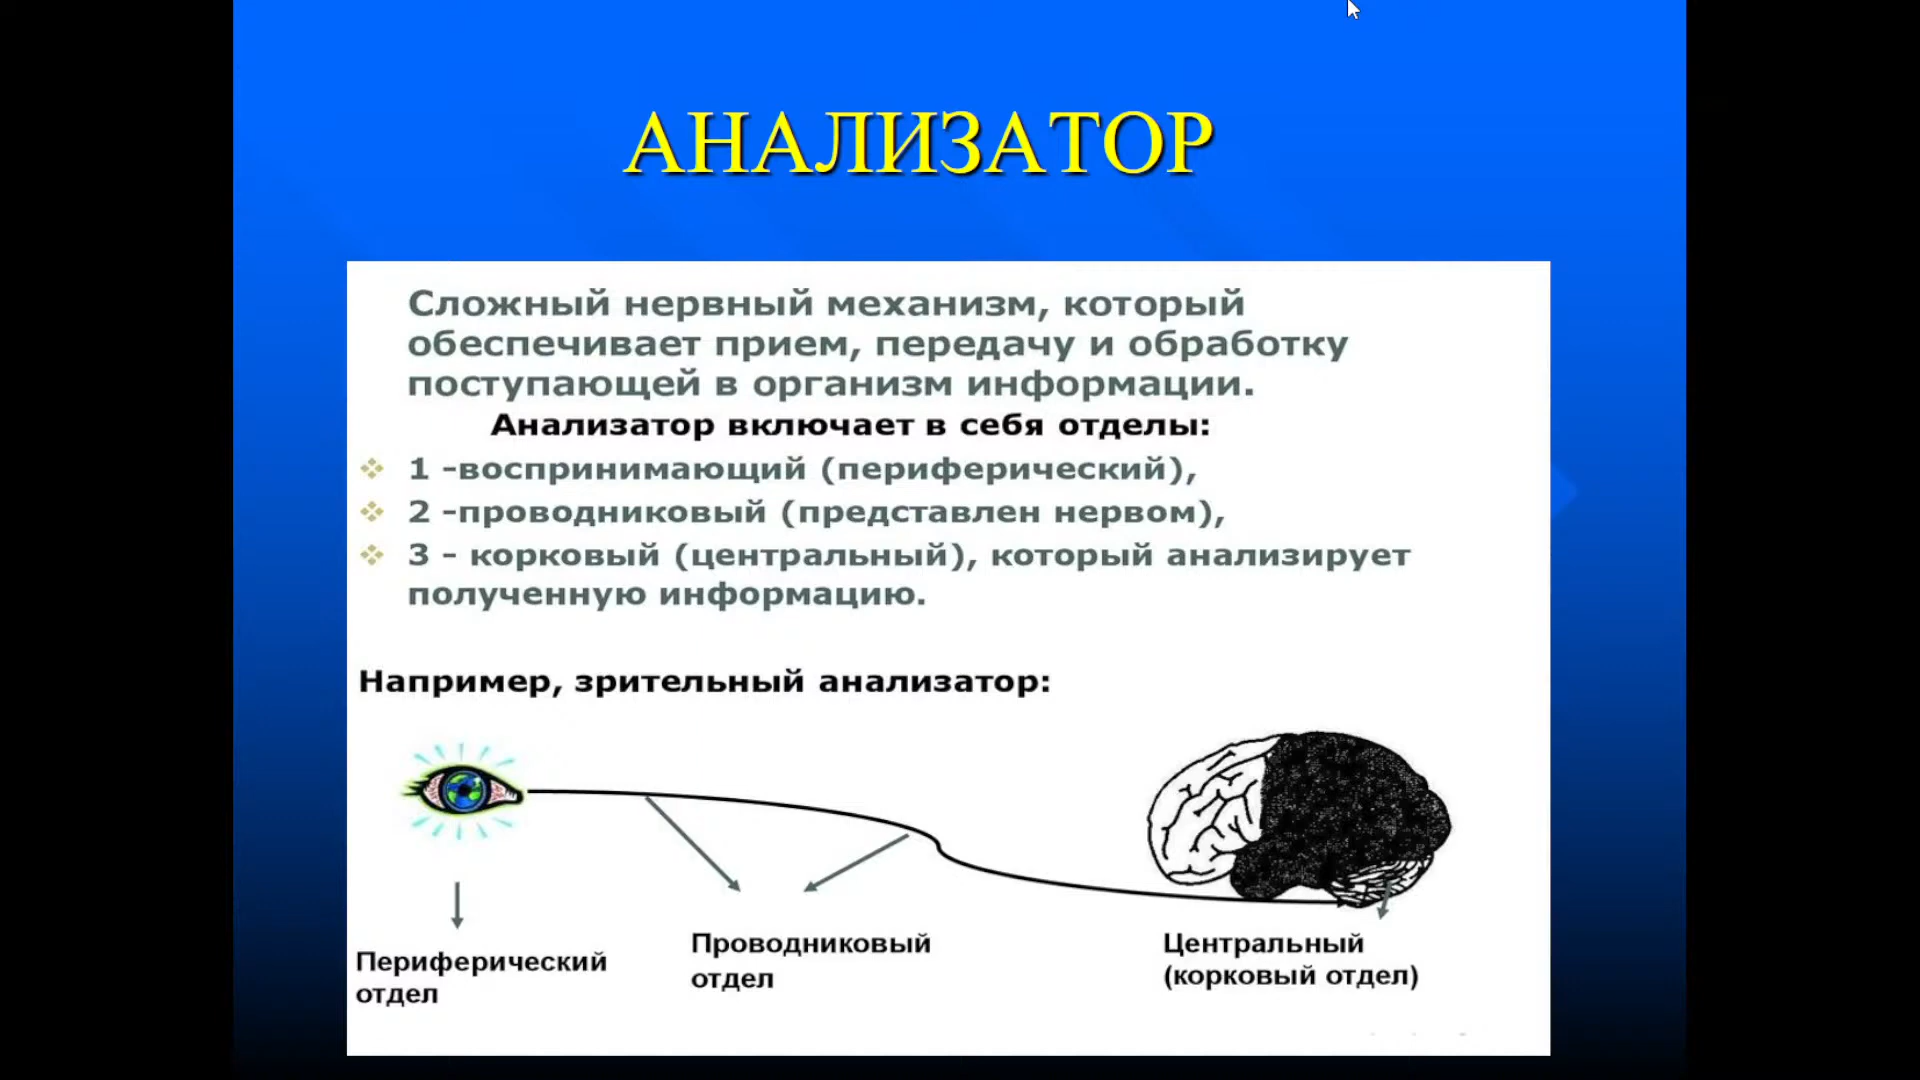 АНАЛИЗАТОР
Сложный нервный механизм, который
обеспечивает прием, передачу и обработку
поступающей в организм информации.
Анализатор включает в себя отделы:
1 -воспринимающий (периферический),
2 -проводниковый (представлен нервом),
3 - корковый (центральный), который анализирует
полученную информацию.
Например, зрительный анализатор:
Периферический
отдел
Проводниковый
отдел
Центральный
(корковый отдел)